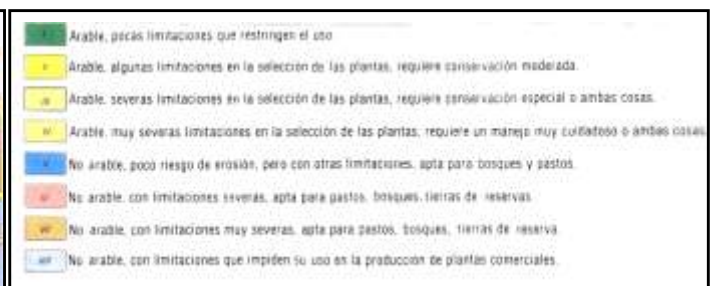 Arable, pocas limitaciones que restringen el uso
Arable, algunas limitaciones en la selección de las plantas, requiere conservación moderada.
Arable, severas limitaciones en la selección de las plantas, requiere conservación especial o ambas cosas.
IV Arable, muy severas limitaciones en la selección de las plantas, requiere un manejo muy cuidadoso o ambas cosas.
No arable, poco riesgo de erosión, pero con otras limitaciones, apta para bosques y pastos.
No arable, con limitaciones severas, apta para pastos, bosques, tierras de reservas.
No arable, con limitaciones muy severas, apta para pastos, bosques, tierras de reserva.
No arable, con limitaciones que impiden su uso en la producción de plantas comerciales.